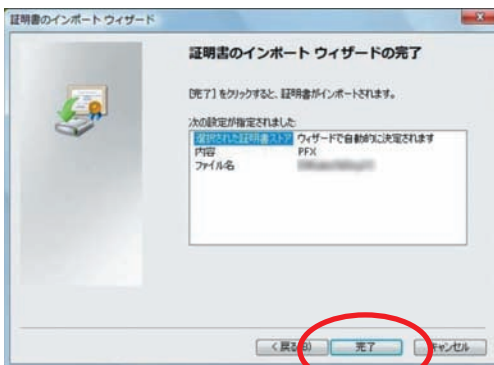 証明書のインポート ウィザード
証明書のインポート ウィザードの完了
[完了] をクリックすると、証明書がインポートされます。
次の設定が指定されました:
選択された証明書ストア ウィザードで自動的に決定されます
内容 PFX
ファイル名
< 戻る(B) 完了 キャンセル